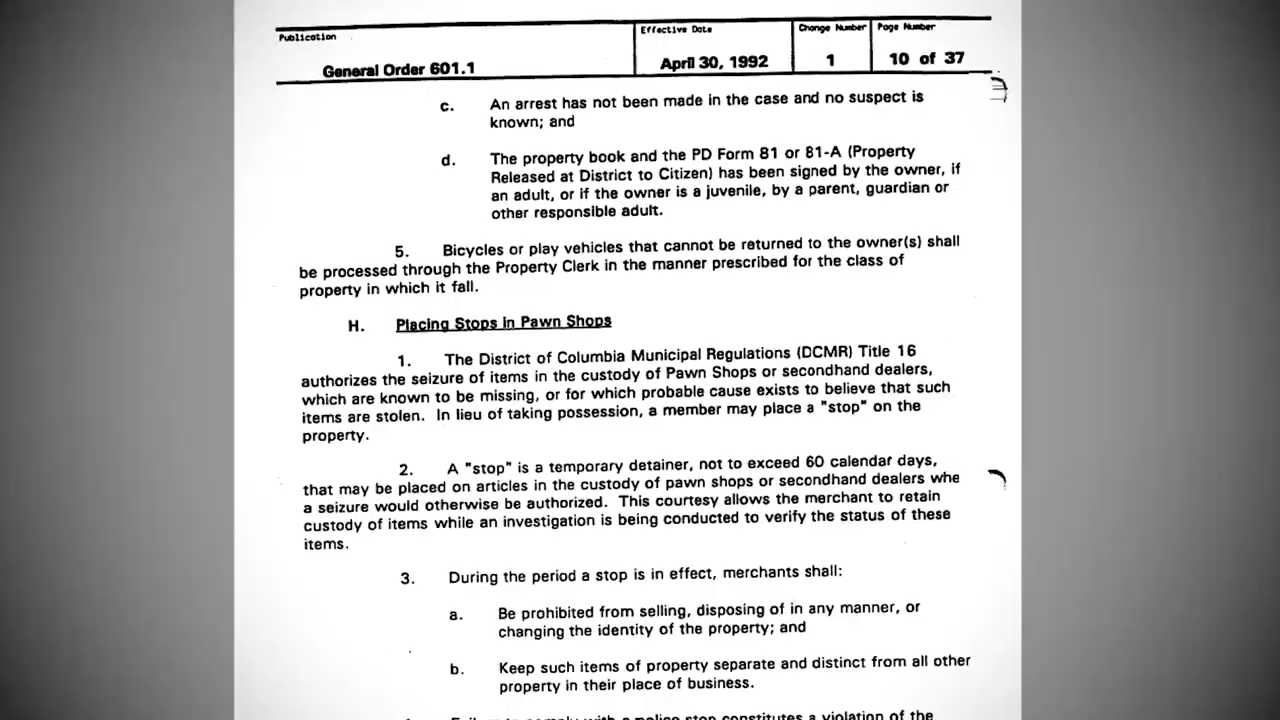 Publication
Effective Date
Change Number
Page Number
General Order 601.1
April 30, 1992
1
10 of 37
c. An arrest has not been made in the case and no suspect is
known; and
d. The property book and the PD Form 81 or 81-A (Property
Released at District to Citizen) has been signed by the owner, if
an adult, or if the owner is a juvenile, by a parent, guardian or
other responsible adult.
5. Bicycles or play vehicles that cannot be returned to the owner(s) shall
be processed through the Property Clerk in the manner prescribed for the class of
property in which it fall.
H. Placing Stops in Pawn Shops
1. The District of Columbia Municipal Regulations (DCMR) Title 16
authorizes the seizure of items in the custody of Pawn Shops or secondhand dealers,
which are known to be missing, or for which probable cause exists to believe that such
items are stolen. In lieu of taking possession, a member may place a "stop" on the
property.
2. A "stop" is a temporary detainer, not to exceed 60 calendar days,
that may be placed on articles in the custody of pawn shops or secondhand dealers whe
a seizure would otherwise be authorized. This courtesy allows the merchant to retain
custody of items while an investigation is being conducted to verify the status of these
items.
3. During the period a stop is in effect, merchants shall:
a. Be prohibited from selling, disposing of in any manner, or
changing the identity of the property; and
b. Keep such items of property separate and distinct from all other
property in their place of business.
Failure to comply with a police stop constitutes a violation of the